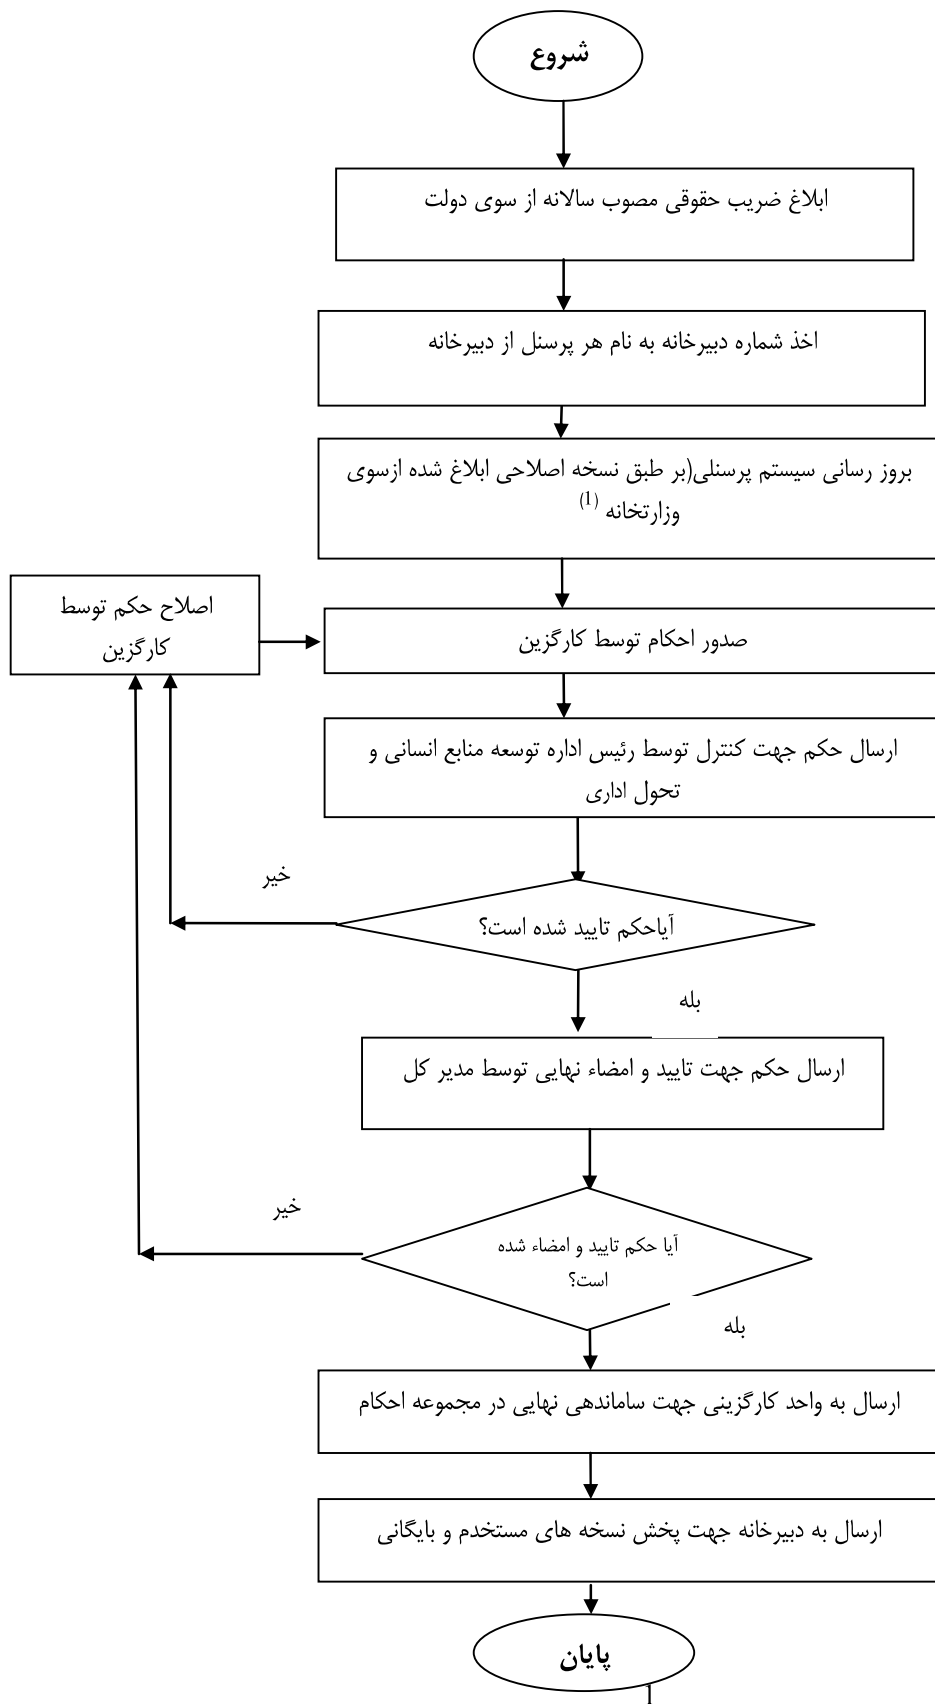 شروع
ابلاغ ضریب حقوقی مصوب سالانه از سوی دولت
اخذ شماره دبیرخانه به نام هر پرسنل از دبیرخانه
بروز رسانی سیستم پرسنلی(بر طبق نسخه اصلاحی ابلاغ شده ازسوی
وزارتخانه (1)
اصلاح حکم توسط
کارگزین
صدور احکام توسط کارگزین
ارسال حکم جهت کنترل توسط رئیس اداره توسعه منابع انسانی و
تحول اداری
خیر
آیاحکم تایید شده است؟
بله
ارسال حکم جهت تایید و امضاء نهایی توسط مدیر کل
خیر
آیا حکم تایید و امضاء شده
است؟
بله
ارسال به واحد کارگزینی جهت ساماندهی نهایی در مجموعه احکام
ارسال به دبیرخانه جهت پخش نسخه های مستخدم و بایگانی
پایان